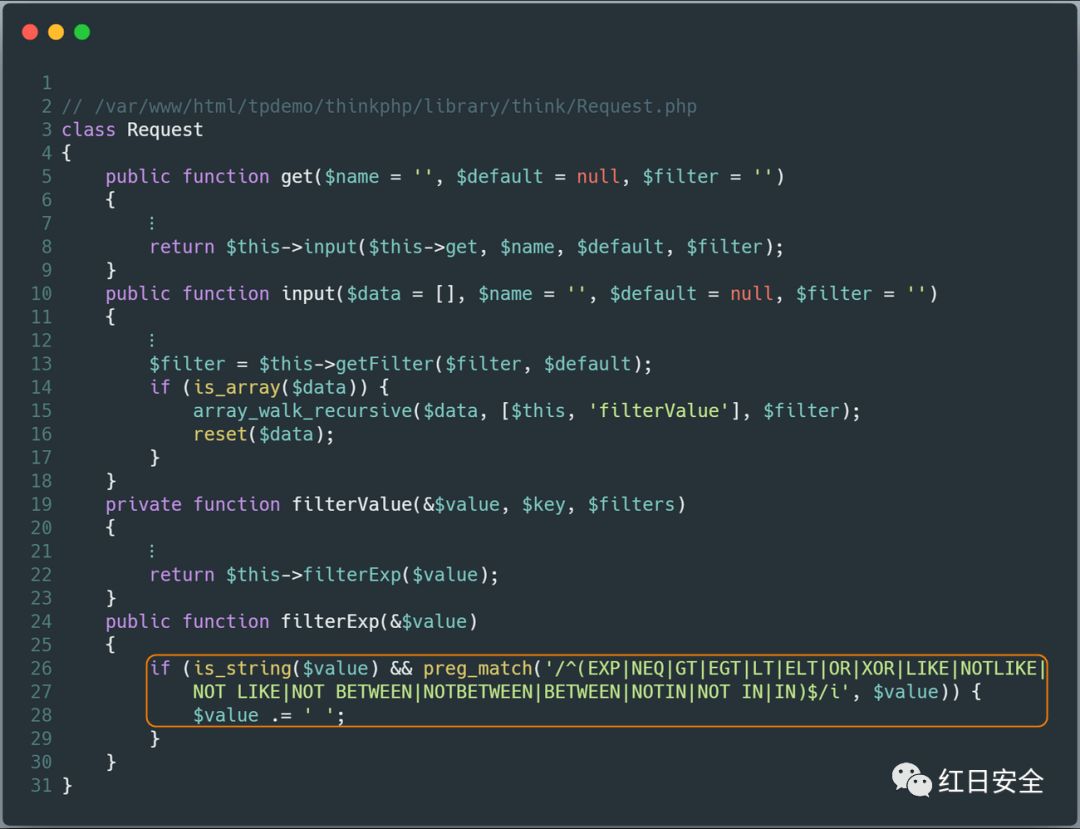 1
2 // /var/www/html/tpdemo/thinkphp/library/think/Request.php
3 class Request
4 {
5     public function get($name = '', $default = null, $filter = '')
6     {
7         ⋮
8         return $this->input($this->get, $name, $default, $filter);
9     }
10     public function input($data = [], $name = '', $default = null, $filter = '')
11     {
12         ⋮
13         $filter = $this->getFilter($filter, $default);
14         if (is_array($data)) {
15             array_walk_recursive($data, [$this, 'filterValue'], $filter);
16             reset($data);
17         }
18     }
19     private function filterValue(&$value, $key, $filters)
20     {
21         ⋮
22         return $this->filterExp($value);
23     }
24     public function filterExp(&$value)
25     {
26         if (is_string($value) && preg_match('/^(EXP|NEQ|GT|EGT|LT|ELT|OR|XOR|LIKE|NOTLIKE|
27             NOT LIKE|NOT BETWEEN|NOTBETWEEN|BETWEEN|NOTIN|NOT IN|IN)$/i', $value)) {
28             $value .= ' ';
29         }
30     }
31 }
红日安全